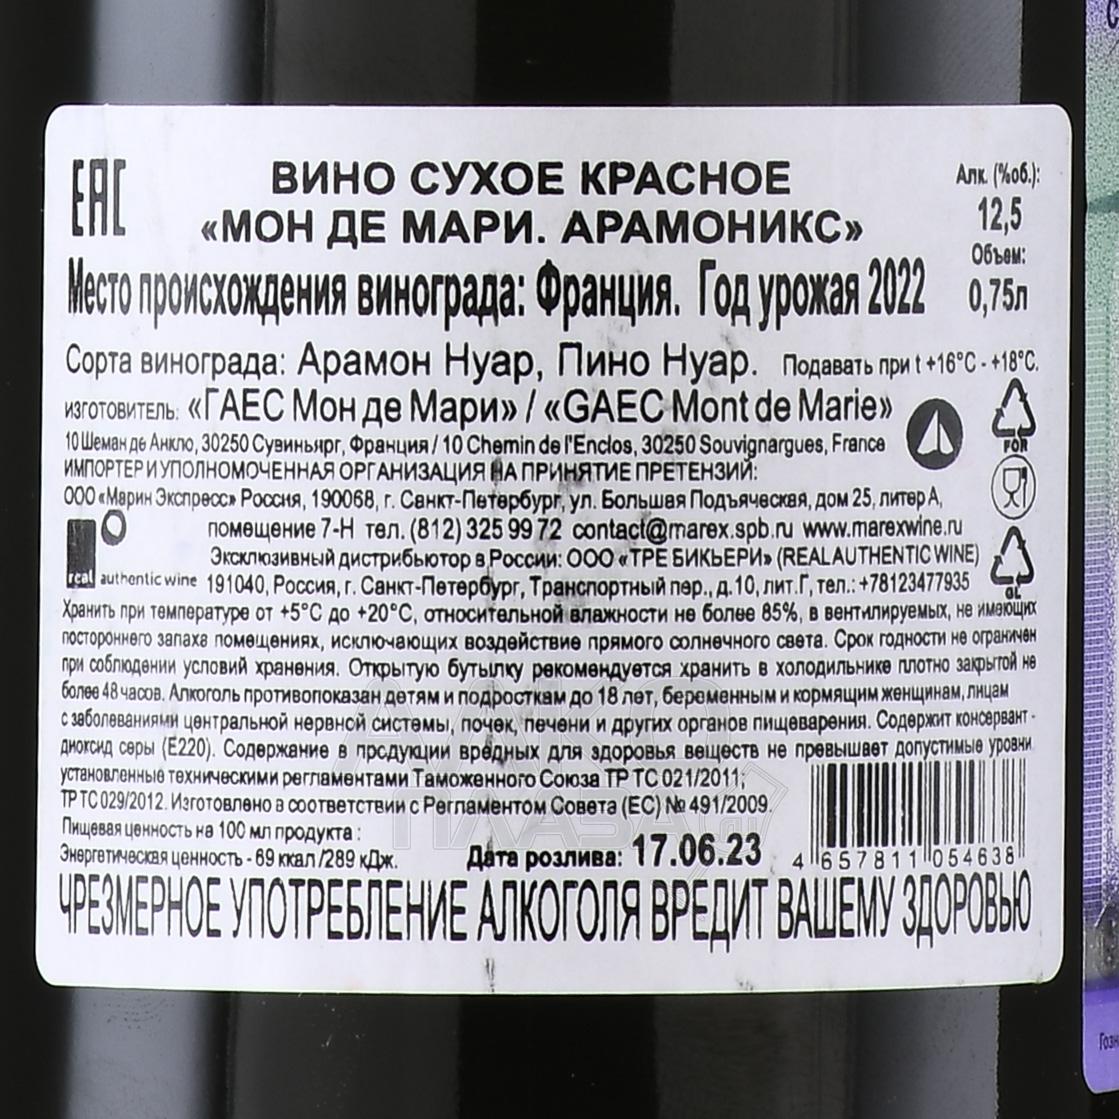 EAC
ВИНО СУХОЕ КРАСНОЕ
«МОН ДЕ МАРИ. АРАМОНИКС»
Алк. (%об.):
12,5
Объем:
0,75л
Место происхождения винограда: Франция. Год урожая 2022
Сорта винограда: Арамон Нуар, Пино Нуар. Подавать при t +16°C - +18°C.
ИЗГОТОВИТЕЛЬ: «ГАЕС Мон де Мари» / «GAEC Mont de Marie»
10 Шеман де Анкло, 30250 Сувиньярг, Франция / 10 Chemin de l'Enclos, 30250 Souvignargues, France
FOR
ИМПОРТЕР И УПОЛНОМОЧЕННАЯ ОРГАНИЗАЦИЯ НА ПРИНЯТИЕ ПРЕТЕНЗИЙ:
ООО «Марин Экспресс» Россия, 190068, г. Санкт-Петербург, ул. Большая Подъяческая, дом 25, литер А,
помещение 7-Н тел. (812) 325 99 72 contact@marex.spb.ru www.marexwine.ru
Эксклюзивный дистрибьютор в России: ООО «ТРЕ БИКЬЕРИ» (REAL AUTHENTIC WINE)
real authentic wine 191040, Россия, г. Санкт-Петербург, Транспортный пер., д.10, лит.Г, тел.: +78123477935
GL
Хранить при температуре от +5°C до +20°C, относительной влажности не более 85%, в вентилируемых, не имеющих
постороннего запаха помещениях, исключающих воздействие прямого солнечного света. Срок годности не ограничен
при соблюдении условий хранения. Открытую бутылку рекомендуется хранить в холодильнике плотно закрытой не
более 48 часов. Алкоголь противопоказан детям и подросткам до 18 лет, беременным и кормящим женщинам, лицам
с заболеваниями центральной нервной системы, почек, печени и других органов пищеварения. Содержит консервант -
диоксид серы (Е220). Содержание в продукции вредных для здоровья веществ не превышает допустимые уровни
установленные техническими регламентами Таможенного Союза ТР ТС 021/2011;
ТР ТС 029/2012. Изготовлено в соответствии с Регламентом Совета (ЕС) № 491/2009.
Пищевая ценность на 100 мл продукта :
Энергетическая ценность - 69 ккал /289 кДж.
Дата розлива: 17.06.23
4 657811 054638
ЧРЕЗМЕРНОЕ УПОТРЕБЛЕНИЕ АЛКОГОЛЯ ВРЕДИТ ВАШЕМУ ЗДОРОВЬЮ
АЛКО
ПЛАЗА.ru